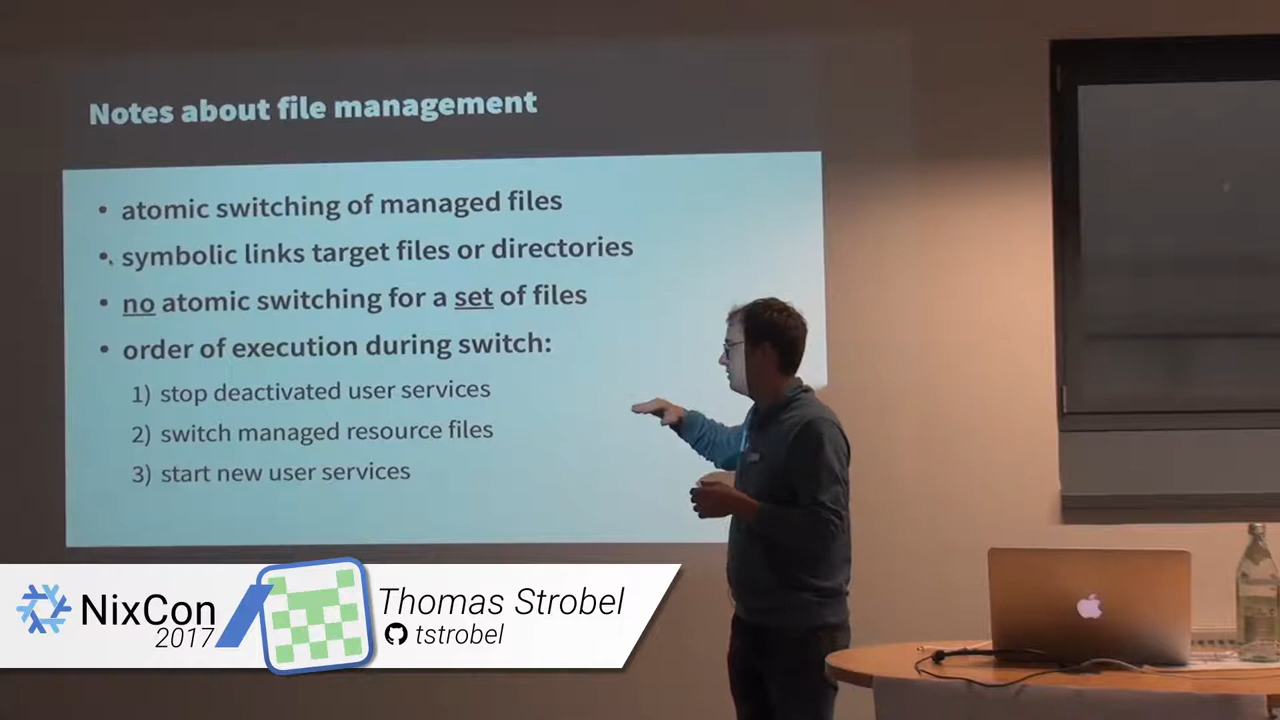 Notes about file management
• atomic switching of managed files
• symbolic links target files or directories
• no atomic switching for a set of files
• order of execution during switch:
1) stop deactivated user services
2) switch managed resource files
3) start new user services
NixCon
2017
Thomas Strobel
tstrobel